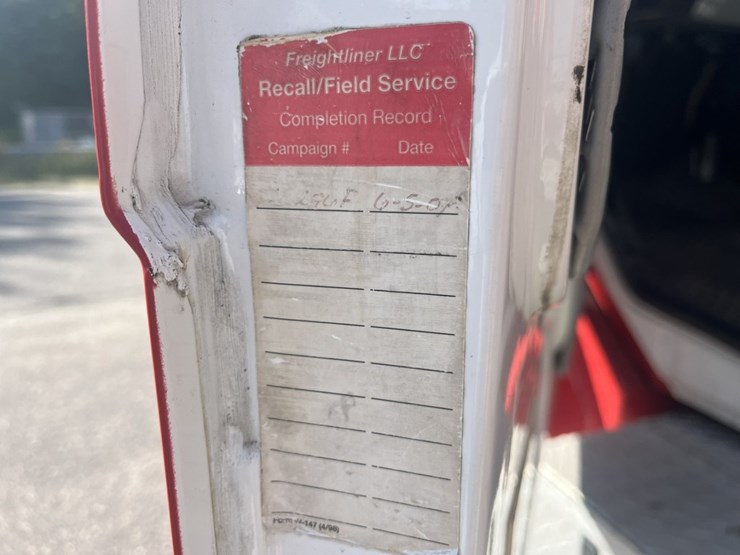 Freightliner LLC
Recall/Field Service
Completion Record
Campaign # Date
6-5-07